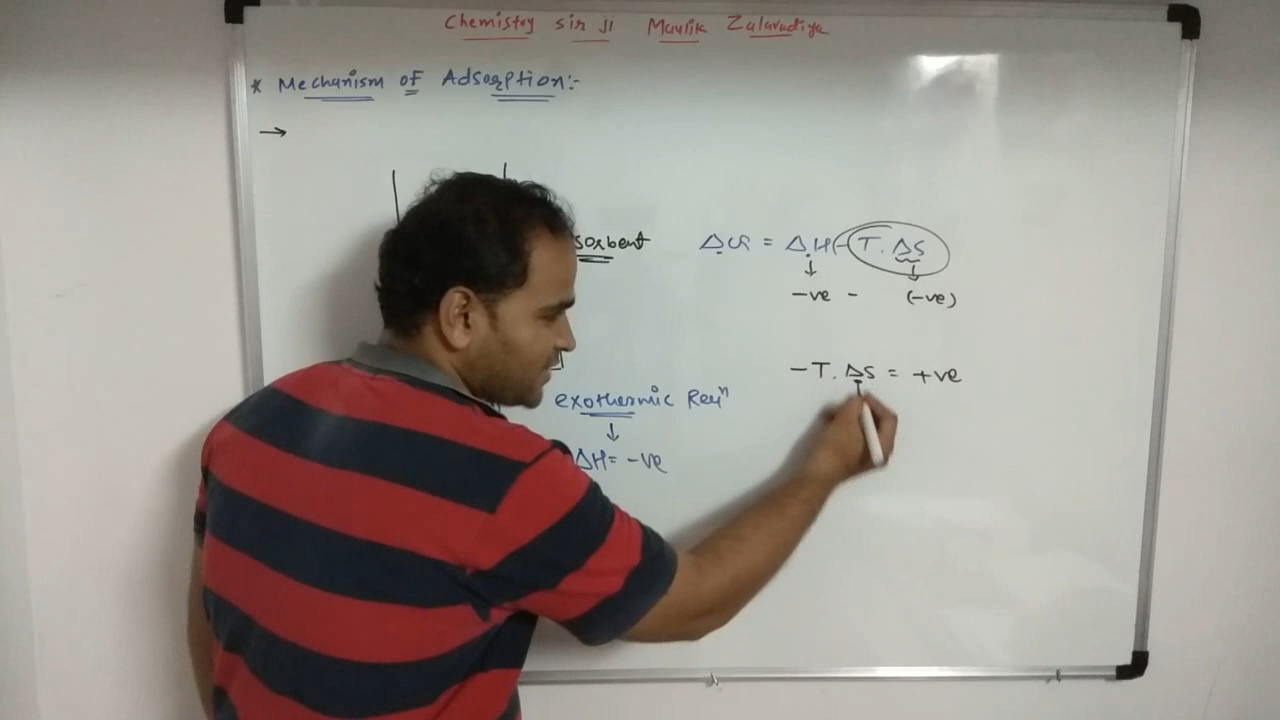 Chemistry sir ji Maulik Zalavadiya
* Mechanism of Adsorption:-
→
sorbent
ΔG = ΔH - T.ΔS
↓ ↓
-ve - (-ve)
-T.ΔS = +ve
exothermic Reaⁿ
↓
ΔH = -ve